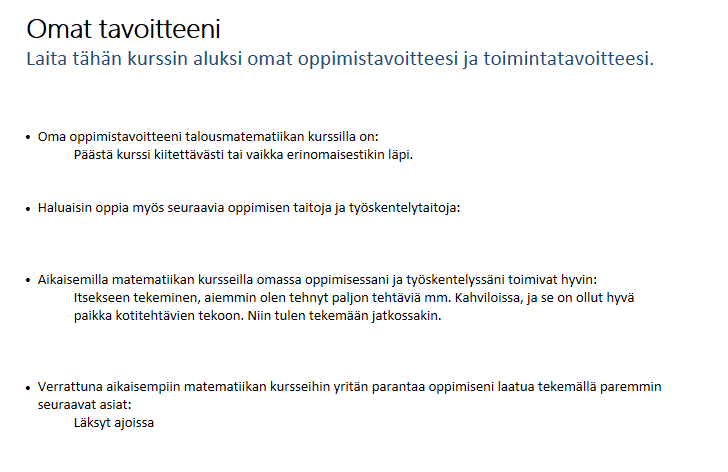 Omat tavoitteeni
Laita tähän kurssin aluksi omat oppimistavoitteesi ja toimintatavoitteesi.
• Oma oppimistavoitteeni talousmatematiikan kurssilla on:
Päästä kurssi kiitettävästi tai vaikka erinomaisestikin läpi.
• Haluaisin oppia myös seuraavia oppimisen taitoja ja työskentelytaitoja:
• Aikaisemilla matematiikan kursseilla omassa oppimisessani ja työskentelyssäni toimivat hyvin:
Itsekseen tekeminen, aiemmin olen tehnyt paljon tehtäviä mm. Kahviloissa, ja se on ollut hyvä
paikka kotitehtävien tekoon. Niin tulen tekemään jatkossakin.
• Verrattuna aikaisempiin matematiikan kursseihin yritän parantaa oppimiseni laatua tekemällä paremmin
seuraavat asiat:
Läksyt ajoissa